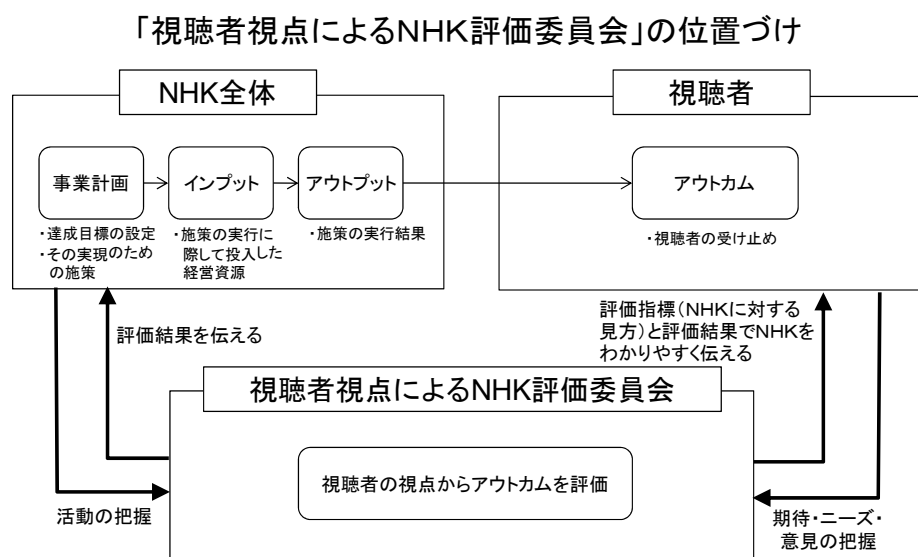 「視聴者視点によるNHK評価委員会」の位置づけ
NHK全体
視聴者
事業計画
インプット
アウトプット
アウトカム
・達成目標の設定
・その実現のため
の施策
・施策の実行に
際して投入した
経営資源
・施策の実行結果
・視聴者の受け止め
評価結果を伝える
評価指標(NHKに対する
見方)と評価結果でNHKを
わかりやすく伝える
視聴者視点によるNHK評価委員会
視聴者の視点からアウトカムを評価
活動の把握
期待・ニーズ・
意見の把握